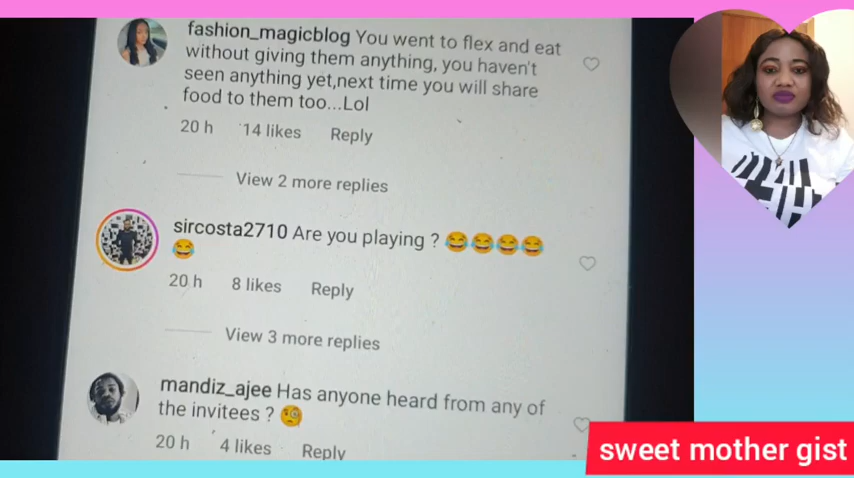 fashion_magicblog You went to flex and eat
without giving them anything, you haven't
seen anything yet,next time you will share
food to them too...Lol
20 h 14 likes Reply
View 2 more replies
sircosta2710 Are you playing ? 😂😂😂😂
😂
20 h 8 likes Reply
View 3 more replies
mandiz_ajee Has anyone heard from any of
the invitees ? 🧐
20 h 4 likes Reply
sweet mother gist